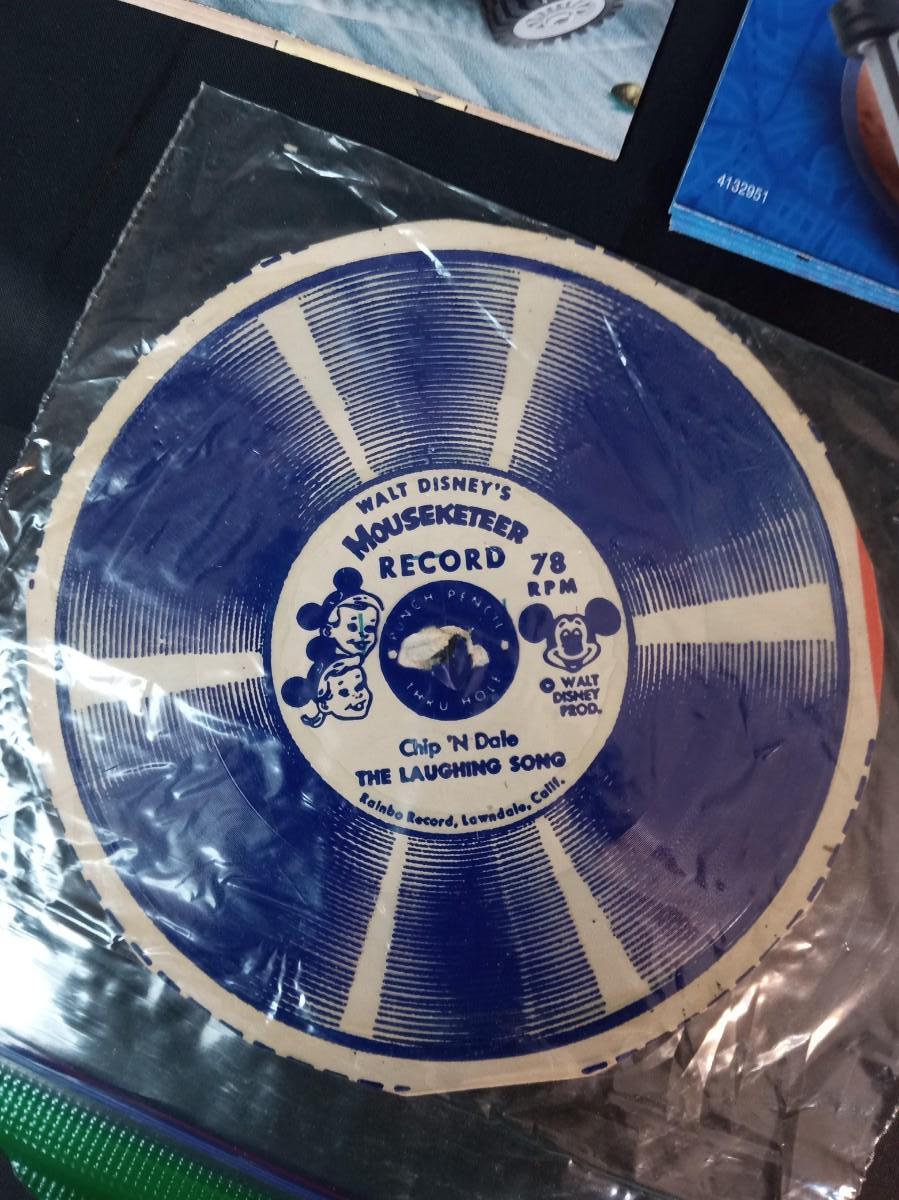 4132951
WALT DISNEY'S
MOUSEKETEER
RECORD
78
RPM
PUNCH PENCIL
THRU HOLE
© WALT
DISNEY
PROD.
Chip 'N Dale
THE LAUGHING SONG
Rainbo Record, Lawndale, Calif.